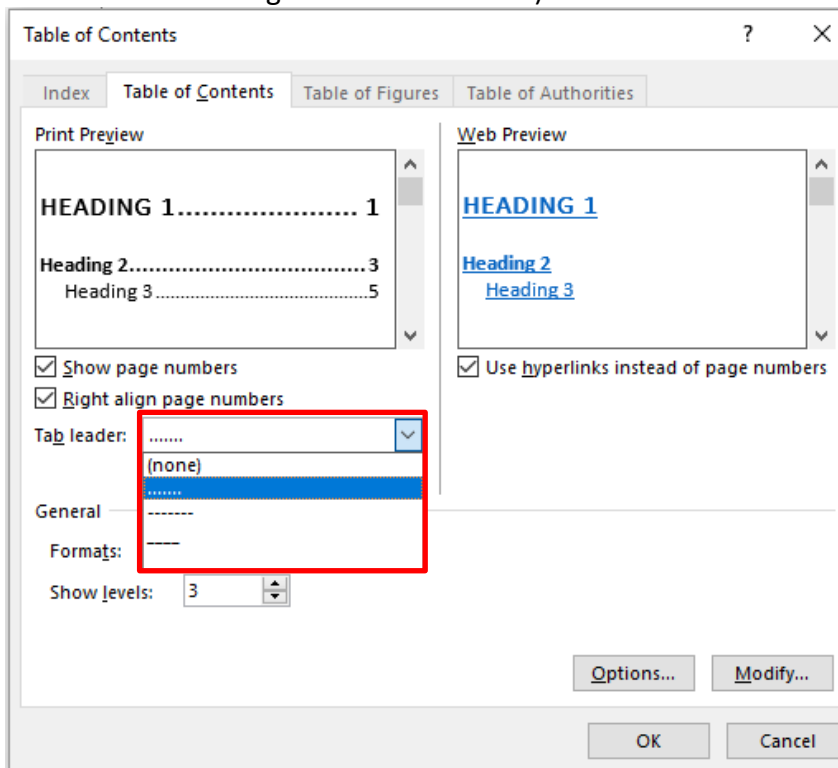 Table of Contents ? ×
Index Table of Contents Table of Figures Table of Authorities
Print Preview
HEADING 1...................... 1
Heading 2....................................3
Heading 3...............................................5
Web Preview
HEADING 1
Heading 2
Heading 3
Show page numbers
Right align page numbers
Use hyperlinks instead of page numbers
Tab leader: .......
(none)
.......
-------
____
General
Formats:
Show levels: 3
Options... Modify...
OK Cancel